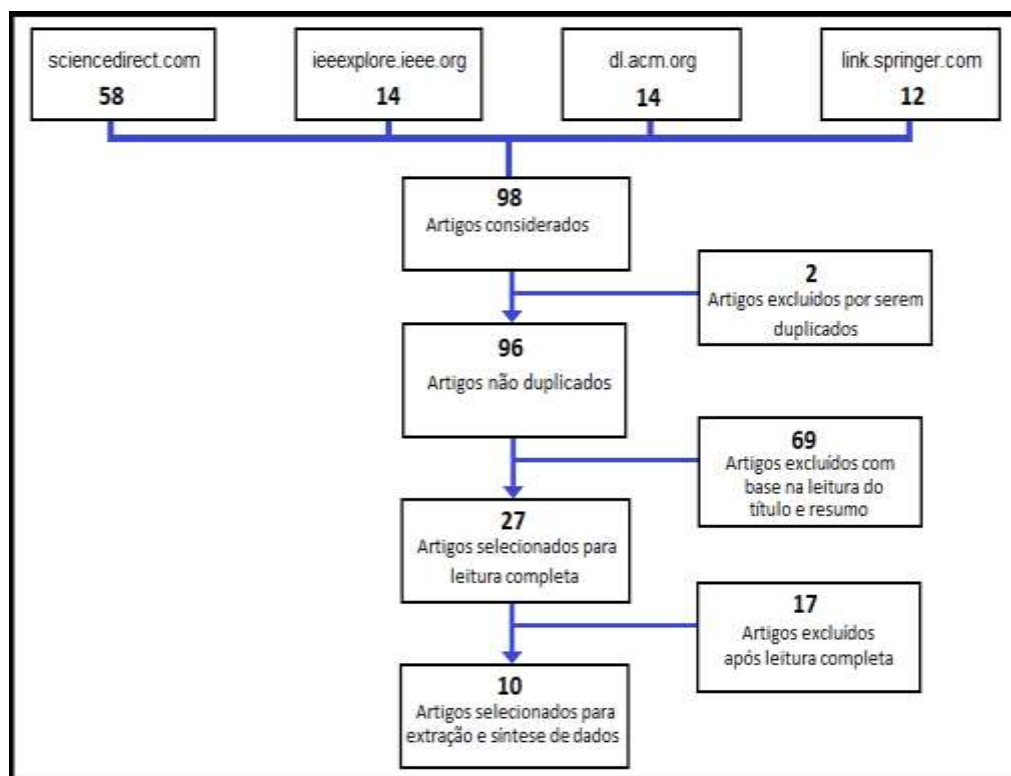 sciencedirect.com
58
ieeexplore.ieee.org
14
dl.acm.org
14
link.springer.com
12
98
Artigos considerados
2
Artigos excluídos por serem
duplicados
96
Artigos não duplicados
69
Artigos excluídos com
base na leitura do
título e resumo
27
Artigos selecionados para
leitura completa
17
Artigos excluídos
após leitura completa
10
Artigos selecionados para
extração e síntese de dados